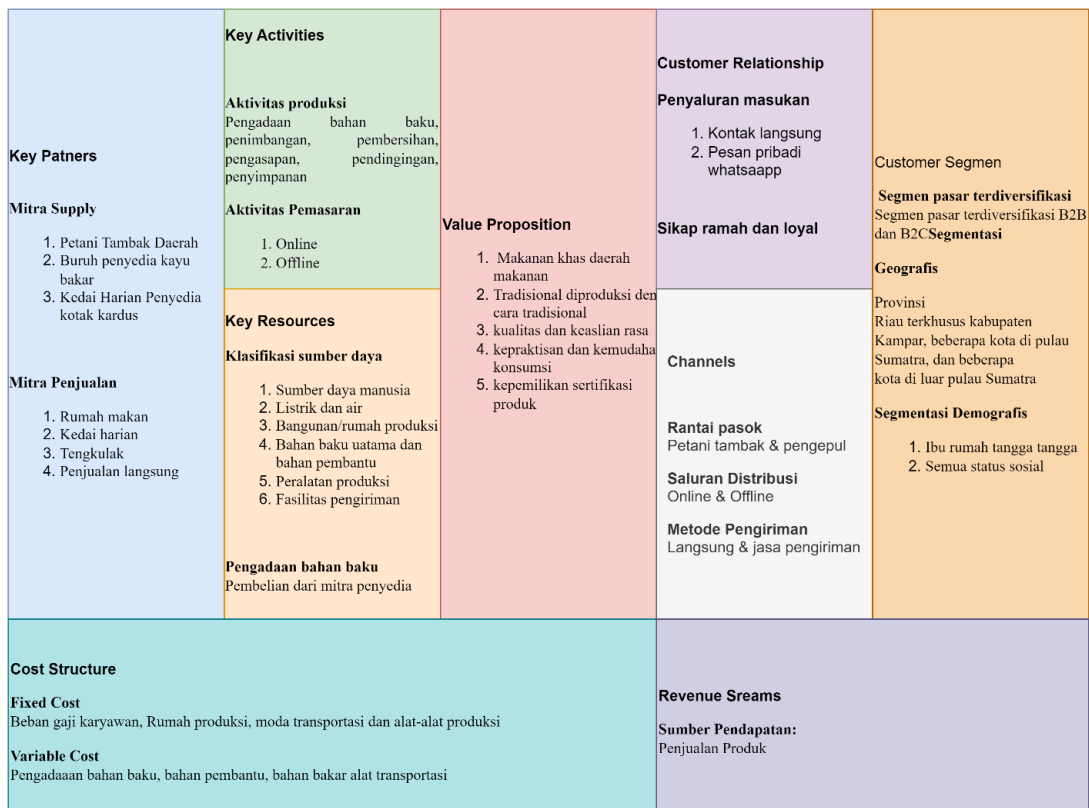 Key Patners
Mitra Supply
1. Petani Tambak Daerah
2. Buruh penyedia kayu
bakar
3. Kedai Harian Penyedia
kotak kardus
Mitra Penjualan
1. Rumah makan
2. Kedai harian
3. Tengkulak
4. Penjualan langsung
Key Activities
Aktivitas produksi
Pengadaan bahan baku,
penimbangan, pembersihan,
pengasapan, pendingingan,
penyimpanan
Aktivitas Pemasaran
1. Online
2. Offline
Key Resources
Klasifikasi sumber daya
1. Sumber daya manusia
2. Listrik dan air
3. Bangunan/rumah produksi
4. Bahan baku uatama dan
bahan pembantu
5. Peralatan produksi
6. Fasilitas pengiriman
Pengadaan bahan baku
Pembelian dari mitra penyedia
Value Proposition
1. Makanan khas daerah
makanan
2. Tradisional diproduksi den
cara tradisional
3. kualitas dan keaslian rasa
4. kepraktisan dan kemudaha
konsumsi
5. kepemilikan sertifikasi
produk
Customer Relationship
Penyaluran masukan
1. Kontak langsung
2. Pesan pribadi
whatsaapp
Sikap ramah dan loyal
Channels
Rantai pasok
Petani tambak & pengepul
Saluran Distribusi
Online & Offline
Metode Pengiriman
Langsung & jasa pengiriman
Customer Segmen
Segmen pasar terdiversifikasi
Segmen pasar terdiversifikasi B2B
dan B2CSegmentasi
Geografis
Provinsi
Riau terkhusus kabupaten
Kampar, beberapa kota di pulau
Sumatra, dan beberapa
kota di luar pulau Sumatra
Segmentasi Demografis
1. Ibu rumah tangga tangga
2. Semua status sosial
Cost Structure
Fixed Cost
Beban gaji karyawan, Rumah produksi, moda transportasi dan alat-alat produksi
Variable Cost
Pengadaaan bahan baku, bahan pembantu, bahan bakar alat transportasi
Revenue Sreams
Sumber Pendapatan:
Penjualan Produk